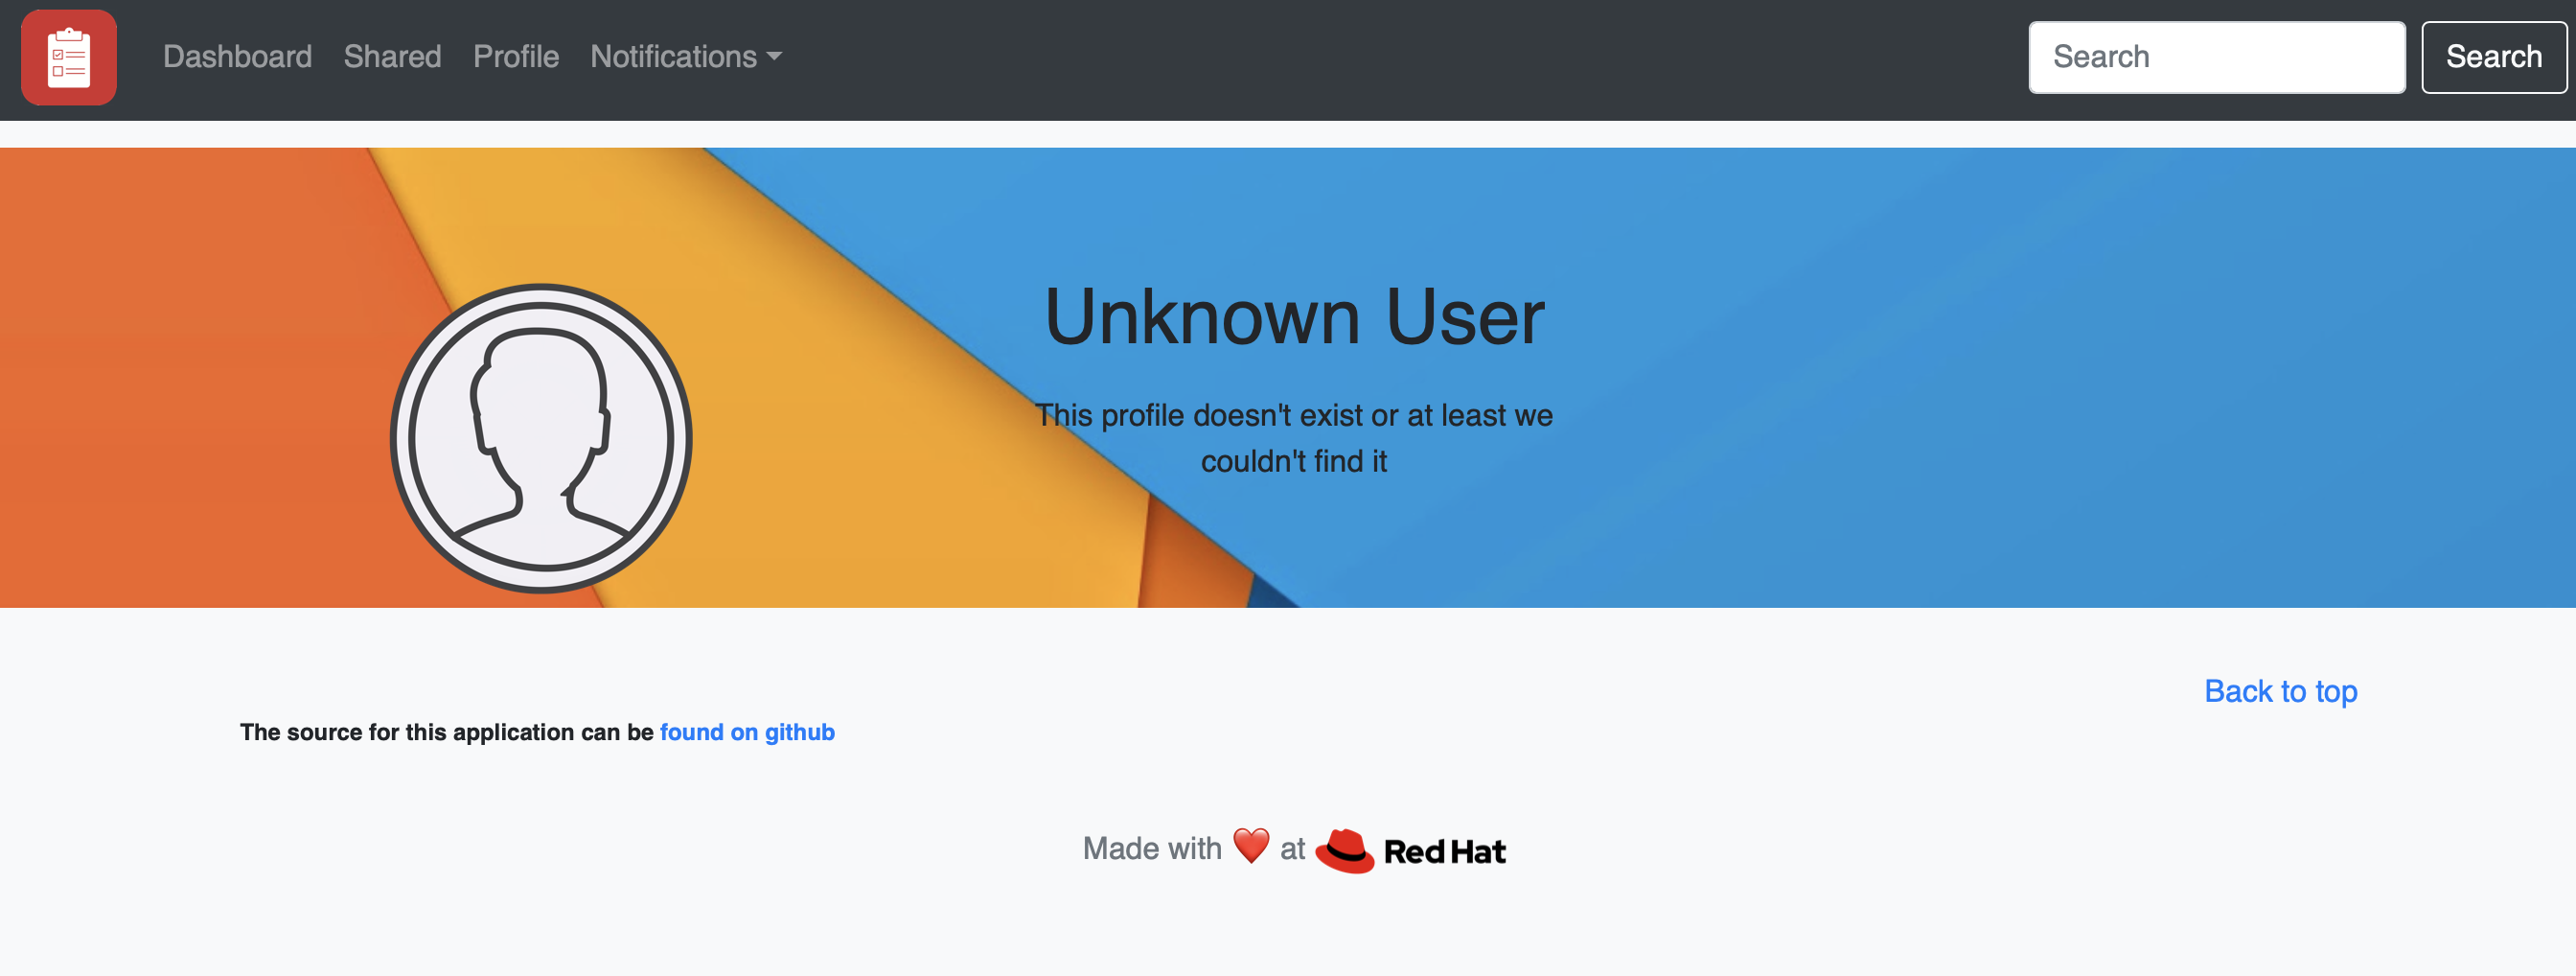 Dashboard Shared Profile Notifications Search Search
Unknown User
This profile doesn't exist or at least we
couldn't find it
Back to top
The source for this application can be found on github
Made with ❤️ at Red Hat